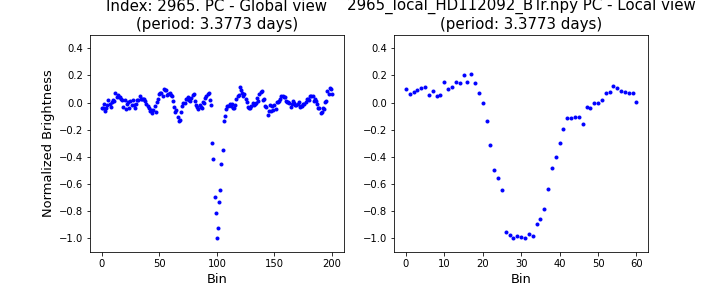 Index: 2965. PC - Global view
(period: 3.3773 days)
2965_local_HD112092_BTr.npy PC - Local view
(period: 3.3773 days)
Normalized Brightness
0.4
0.2
0.0
−0.2
−0.4
−0.6
−0.8
−1.0
0 50 100 150 200
Bin
0.4
0.2
0.0
−0.2
−0.4
−0.6
−0.8
−1.0
0 10 20 30 40 50 60
Bin